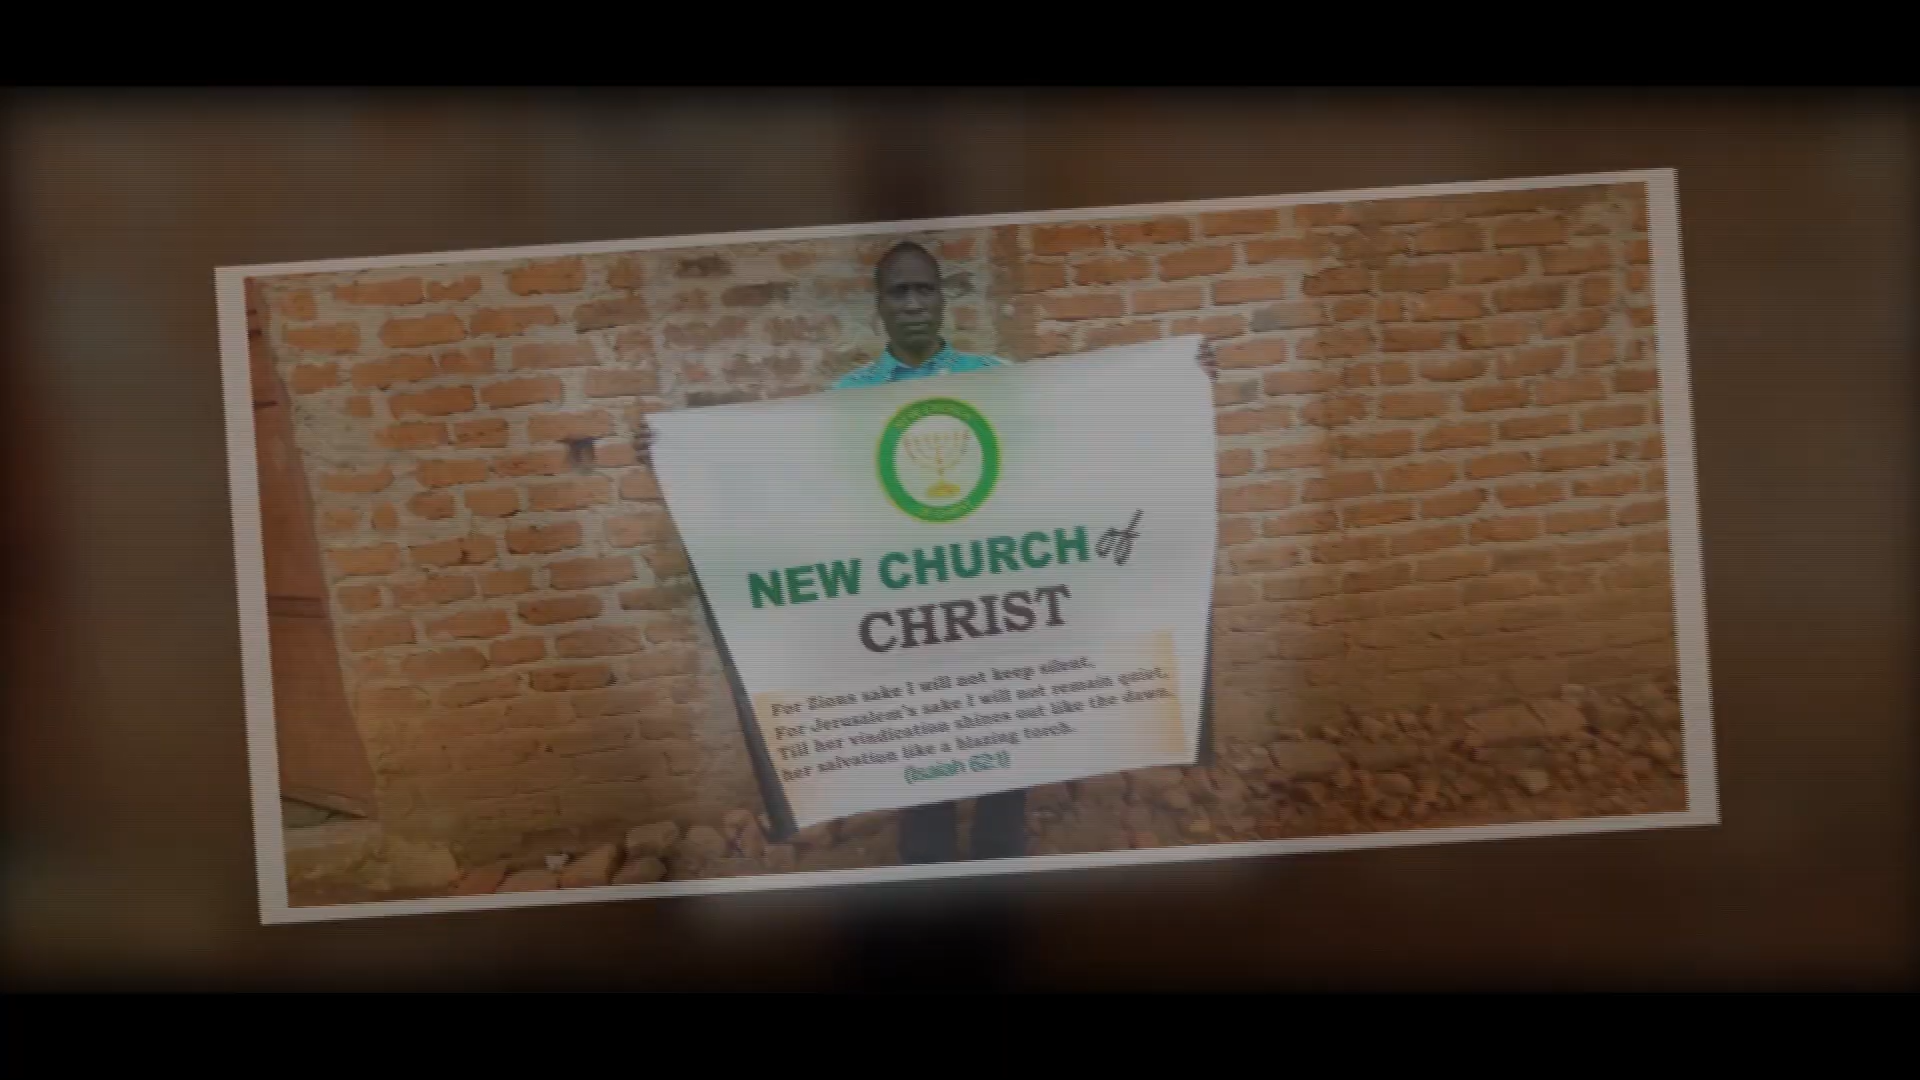 NEW CHURCH of
CHRIST
For Zions sake I will not keep silent,
For Jerusalem's sake I will not remain quiet,
Till her vindication shines out like the dawn,
her salvation like a blazing torch.
(Isaiah 62:1)